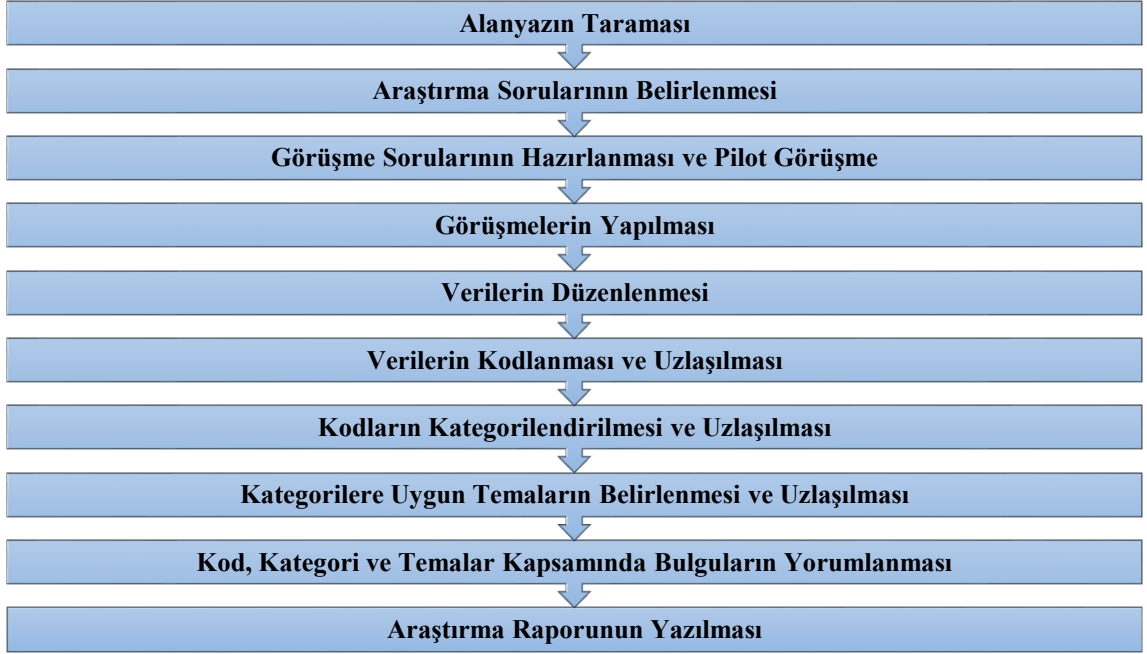 Alanyazın Taraması
Araştırma Sorularının Belirlenmesi
Görüşme Sorularının Hazırlanması ve Pilot Görüşme
Görüşmelerin Yapılması
Verilerin Düzenlenmesi
Verilerin Kodlanması ve Uzlaşılması
Kodların Kategorilendirilmesi ve Uzlaşılması
Kategorilere Uygun Temaların Belirlenmesi ve Uzlaşılması
Kod, Kategori ve Temalar Kapsamında Bulguların Yorumlanması
Araştırma Raporunun Yazılması